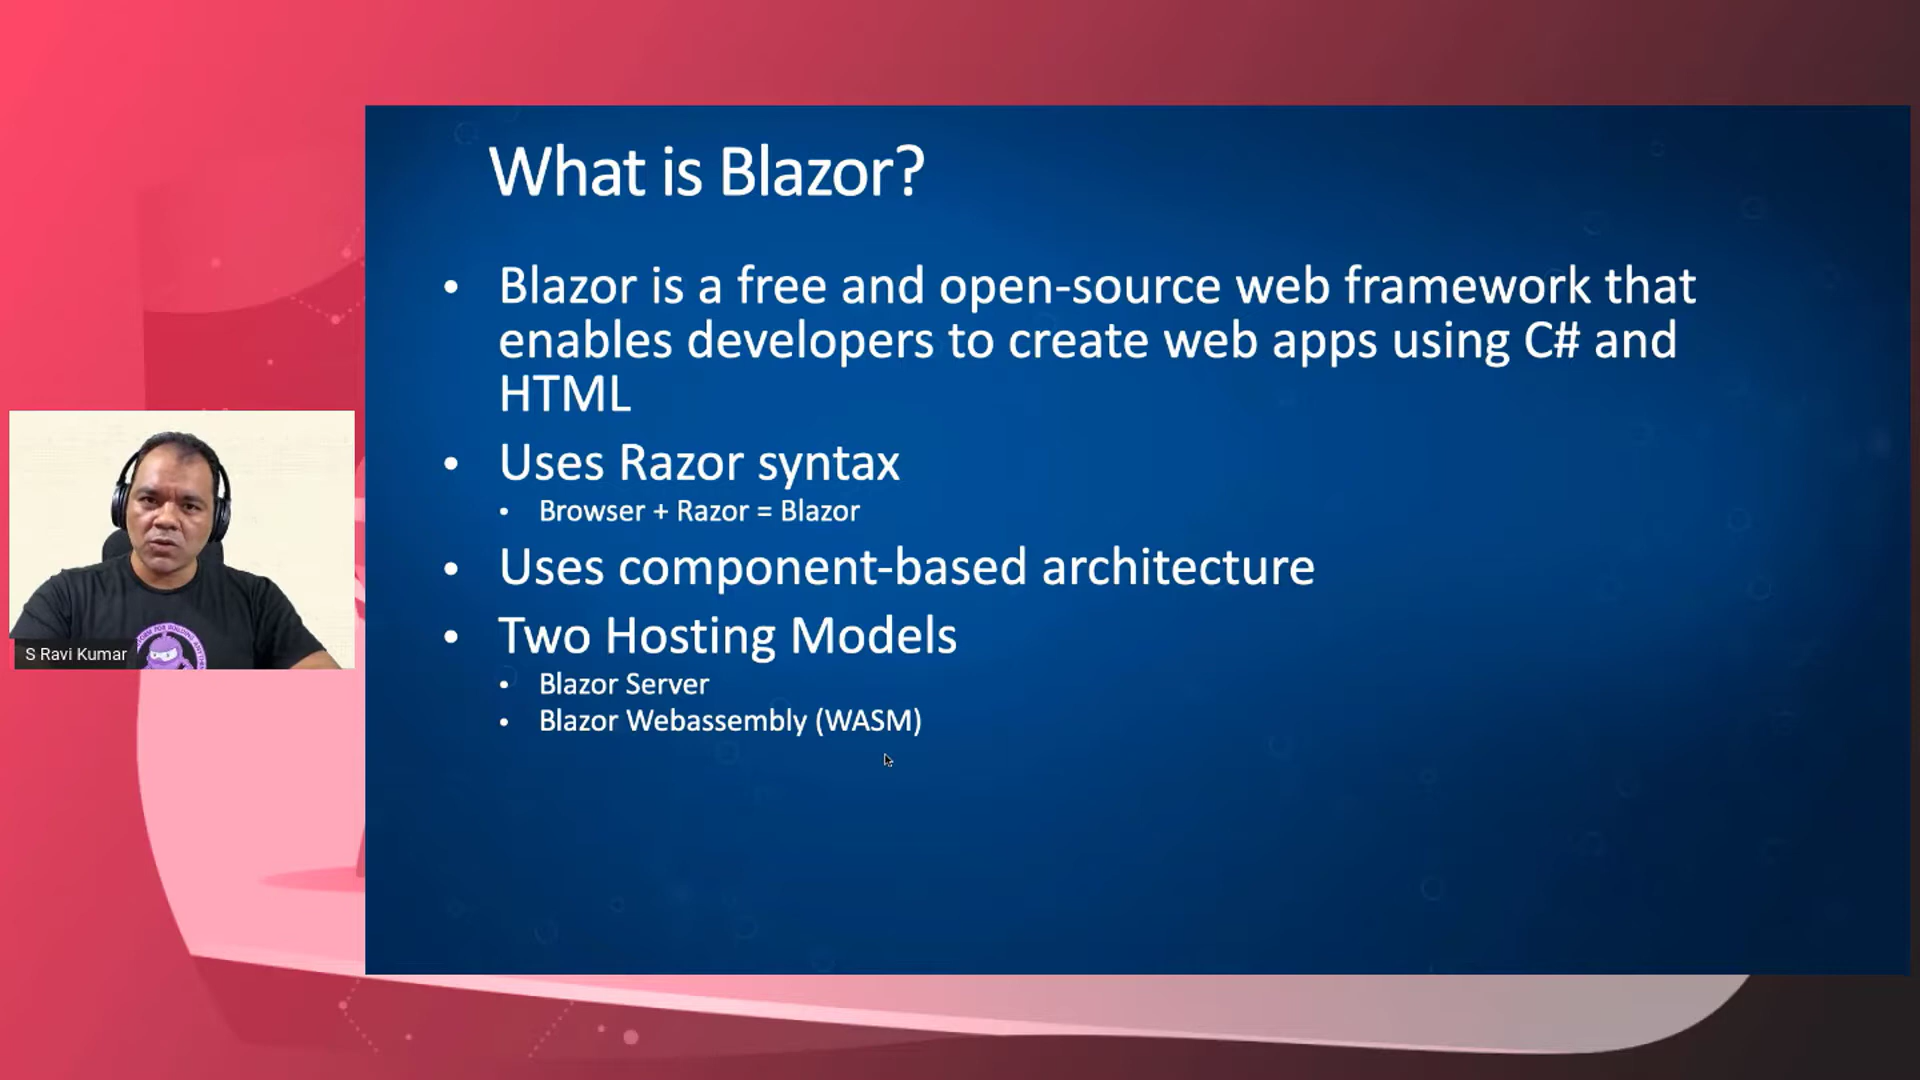 What is Blazor?
• Blazor is a free and open-source web framework that
enables developers to create web apps using C# and
HTML
• Uses Razor syntax
• Browser + Razor = Blazor
• Uses component-based architecture
• Two Hosting Models
• Blazor Server
• Blazor Webassembly (WASM)
S Ravi Kumar